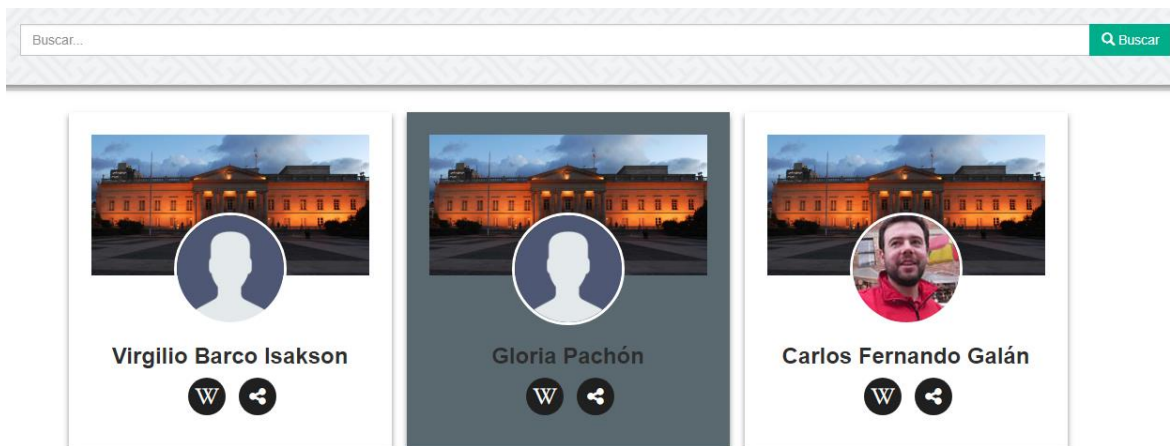 Buscar...
Buscar
Virgilio Barco Isakson
Gloria Pachón
Carlos Fernando Galán
W
W
W